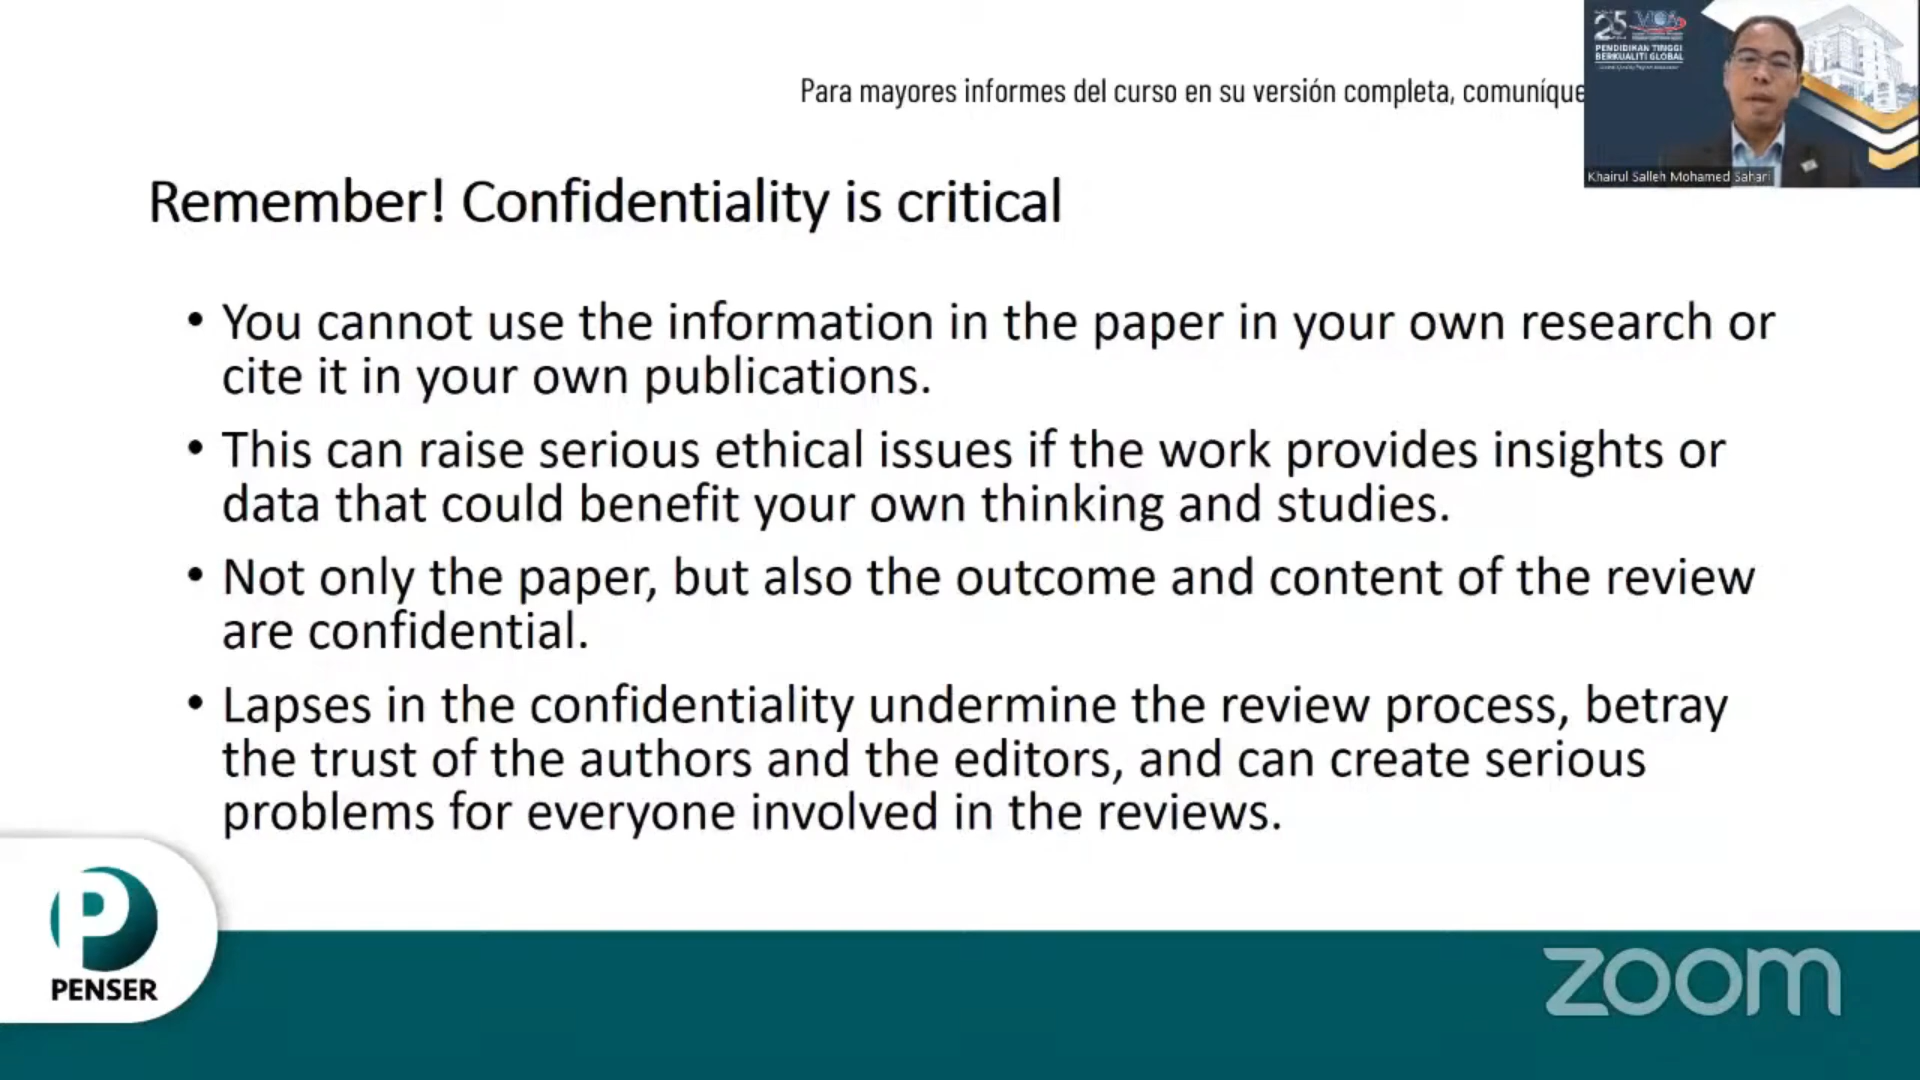 25 MQA
PENDIDIKAN TINGGI
BERKUALITI GLOBAL
Para mayores informes del curso en su versión completa, comuníque
Khairul Salleh Mohamed Sahari
Remember! Confidentiality is critical
• You cannot use the information in the paper in your own research or
cite it in your own publications.
• This can raise serious ethical issues if the work provides insights or
data that could benefit your own thinking and studies.
• Not only the paper, but also the outcome and content of the review
are confidential.
• Lapses in the confidentiality undermine the review process, betray
the trust of the authors and the editors, and can create serious
problems for everyone involved in the reviews.
P
PENSER
zoom